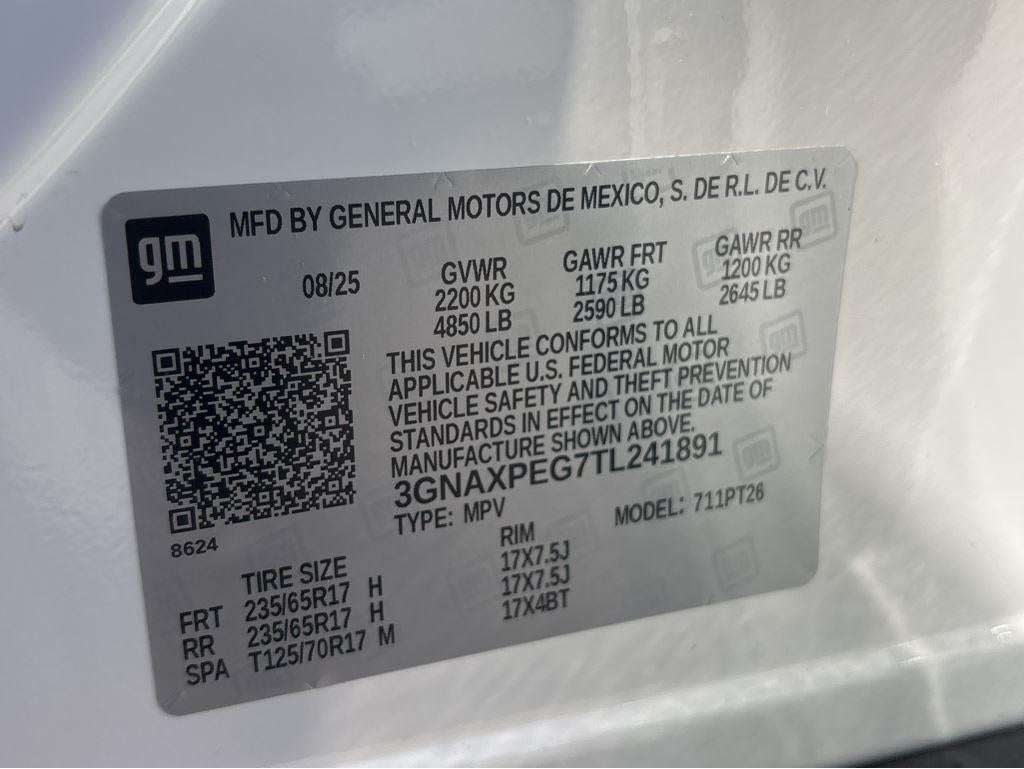 gm
MFD BY GENERAL MOTORS DE MEXICO, S. DE R.L. DE C.V.
08/25
GVWR
2200 KG
4850 LB
GAWR FRT
1175 KG
2590 LB
GAWR RR
1200 KG
2645 LB
THIS VEHICLE CONFORMS TO ALL
APPLICABLE U.S. FEDERAL MOTOR
VEHICLE SAFETY AND THEFT PREVENTION
STANDARDS IN EFFECT ON THE DATE OF
MANUFACTURE SHOWN ABOVE.
3GNAXPEG7TL241891
TYPE: MPV MODEL: 711PT26
8624
TIRE SIZE RIM
FRT 235/65R17 H 17X7.5J
RR 235/65R17 H 17X7.5J
SPA T125/70R17 M 17X4BT